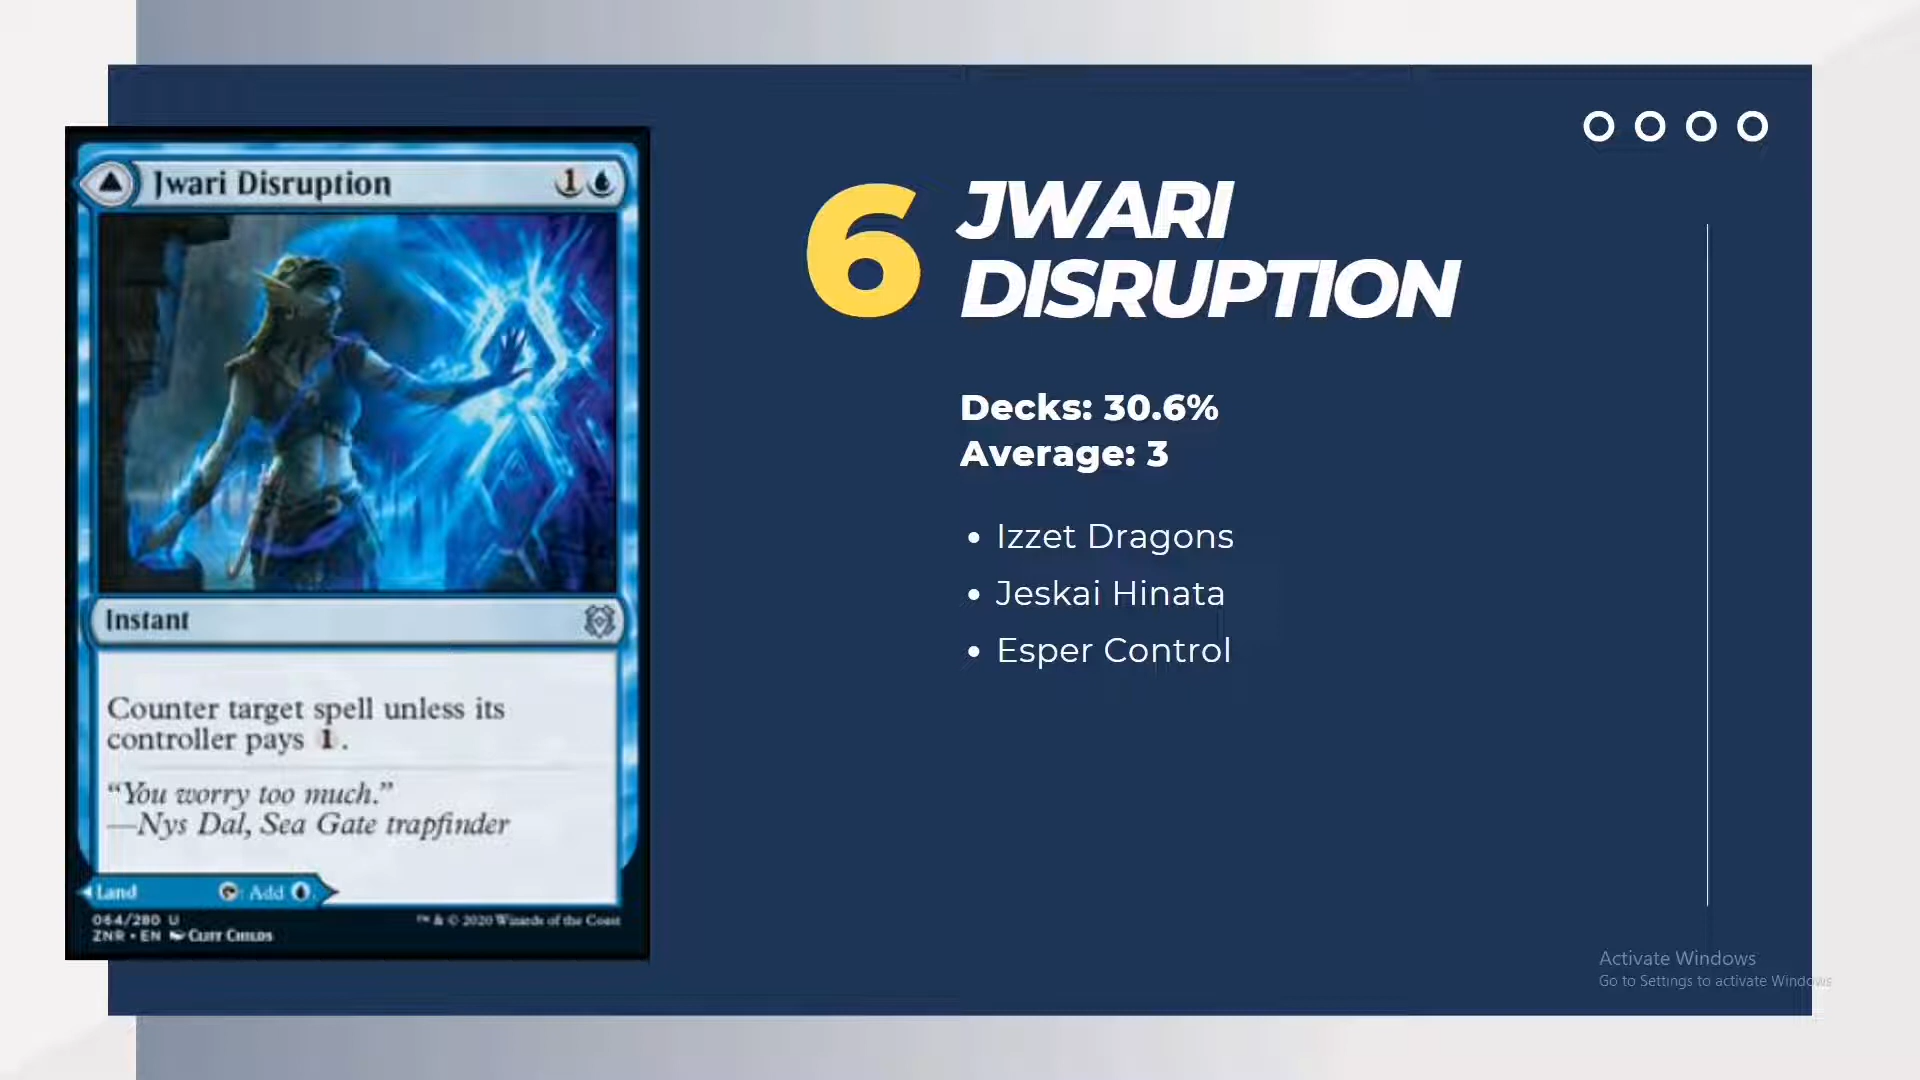 Jwari Disruption 1
Instant
Counter target spell unless its
controller pays 1.
“You worry too much.”
—Nys Dal, Sea Gate trapfinder
Land : Add .
064/280 U
ZNR • EN Cliff Childs
™ & © 2020 Wizards of the Coast
6
JWARI
DISRUPTION
Decks: 30.6%
Average: 3
• Izzet Dragons
• Jeskai Hinata
• Esper Control
Activate Windows
Go to Settings to activate Windows